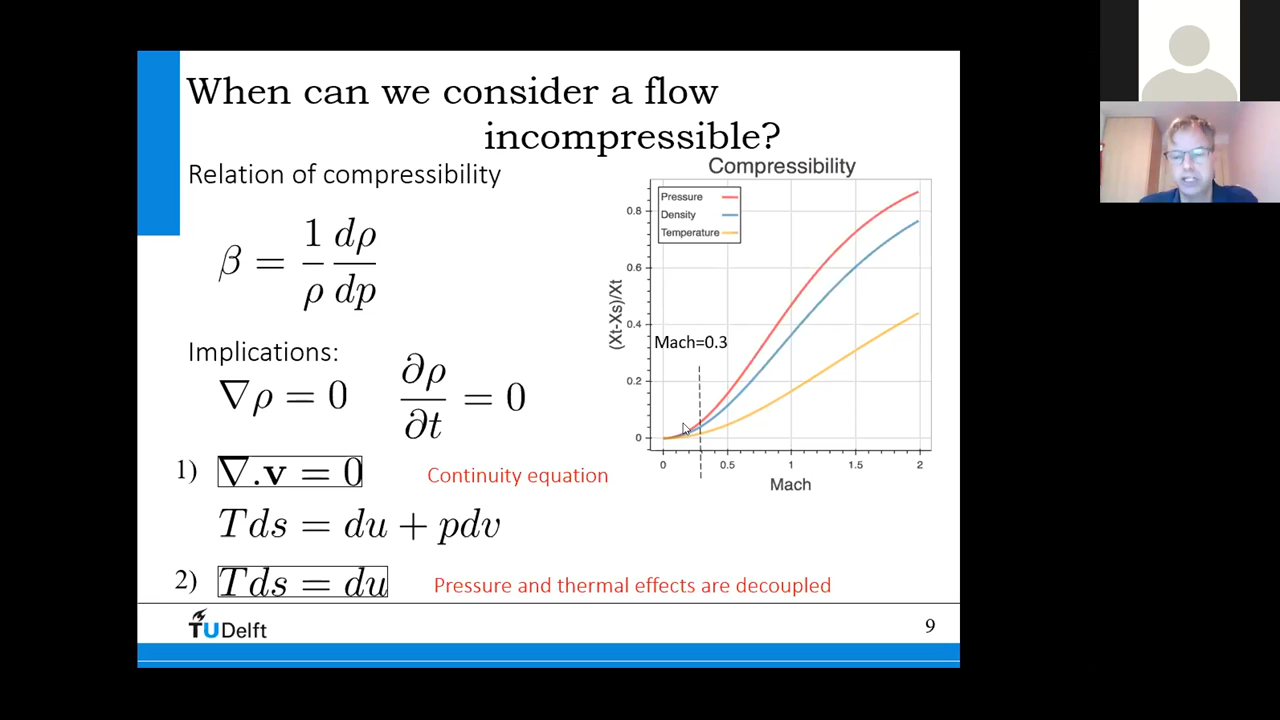 When can we consider a flow
incompressible?
Relation of compressibility
β = 1/ρ dρ/dp
Implications:
∇ρ = 0   ∂ρ/∂t = 0
1) ∇.v = 0   Continuity equation
Tds = du + pdv
2) Tds = du   Pressure and thermal effects are decoupled
Compressibility
Pressure
Density
Temperature
Mach=0.3
(Xt-Xs)/Xt
0.8
0.6
0.4
0.2
0
0 0.5 1 1.5 2
Mach
TUDelft
9